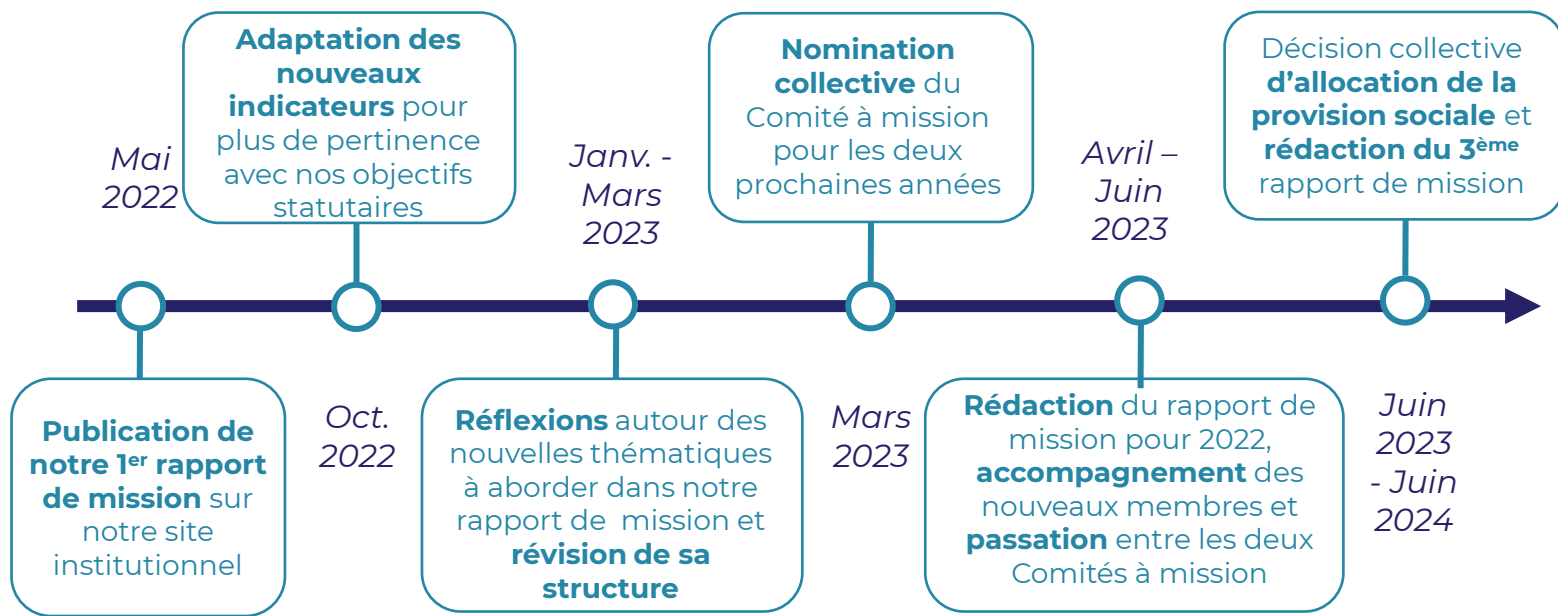 Mai
2022
Publication de
notre 1er rapport
de mission sur
notre site
institutionnel
Adaptation des
nouveaux
indicateurs pour
plus de pertinence
avec nos objectifs
statutaires
Oct.
2022
Janv. -
Mars
2023
Réflexions autour des
nouvelles thématiques
à aborder dans notre
rapport de  mission et
révision de sa
structure
Nomination
collective du
Comité à mission
pour les deux
prochaines années
Mars
2023
Avril –
Juin
2023
Rédaction du rapport de
mission pour 2022,
accompagnement des
nouveaux membres et
passation entre les deux
Comités à mission
Décision collective
d’allocation de la
provision sociale et
rédaction du 3ème
rapport de mission
Juin
2023
- Juin
2024